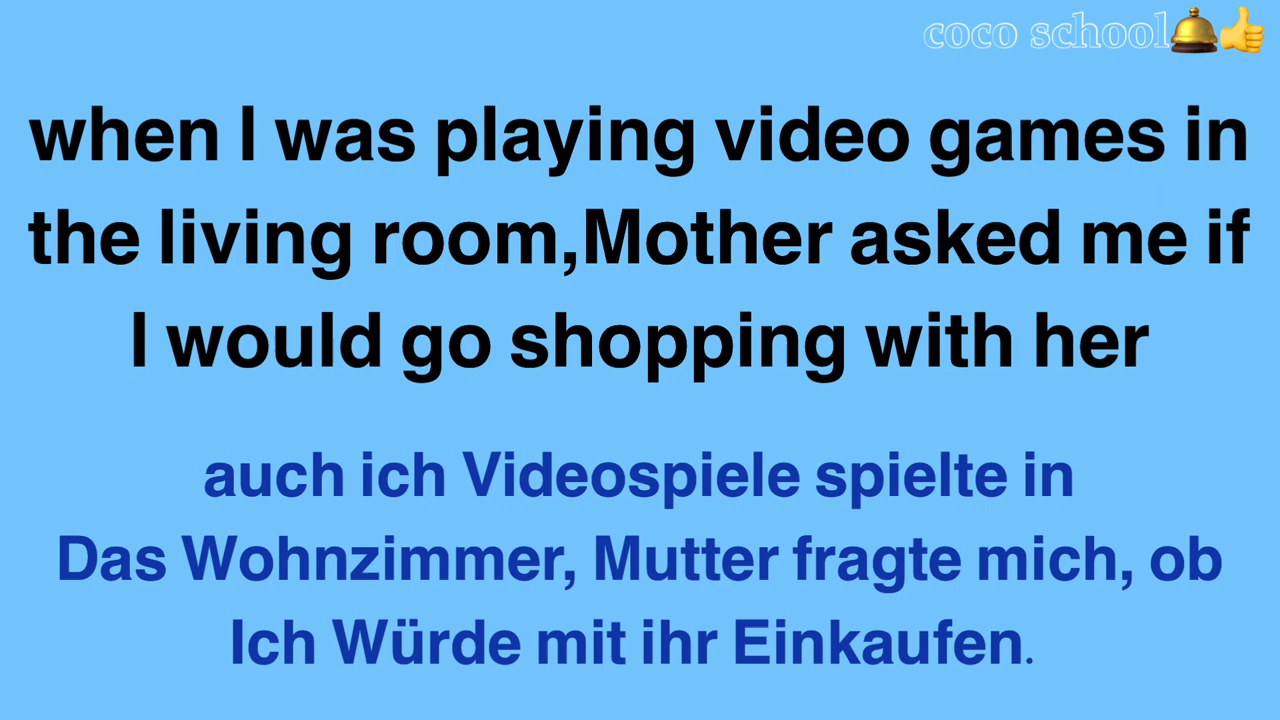 coco school🛎️👍
when I was playing video games in
the living room,Mother asked me if
I would go shopping with her
auch ich Videospiele spielte in
Das Wohnzimmer, Mutter fragte mich, ob
Ich Würde mit ihr Einkaufen.